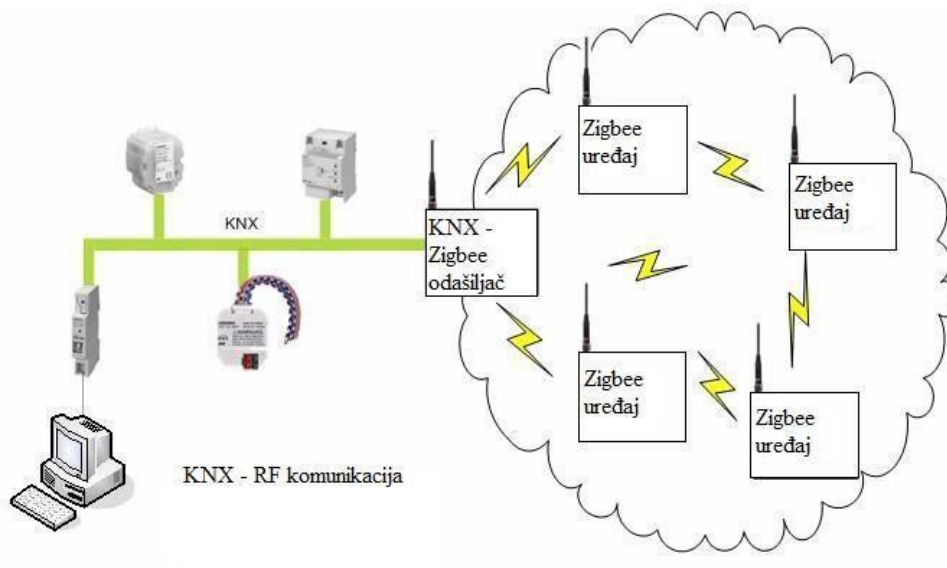 Zigbee
uređaj
Zigbee
uređaj
KNX
KNX -
Zigbee
odašiljač
Zigbee
uređaj
Zigbee
uređaj
KNX - RF komunikacija